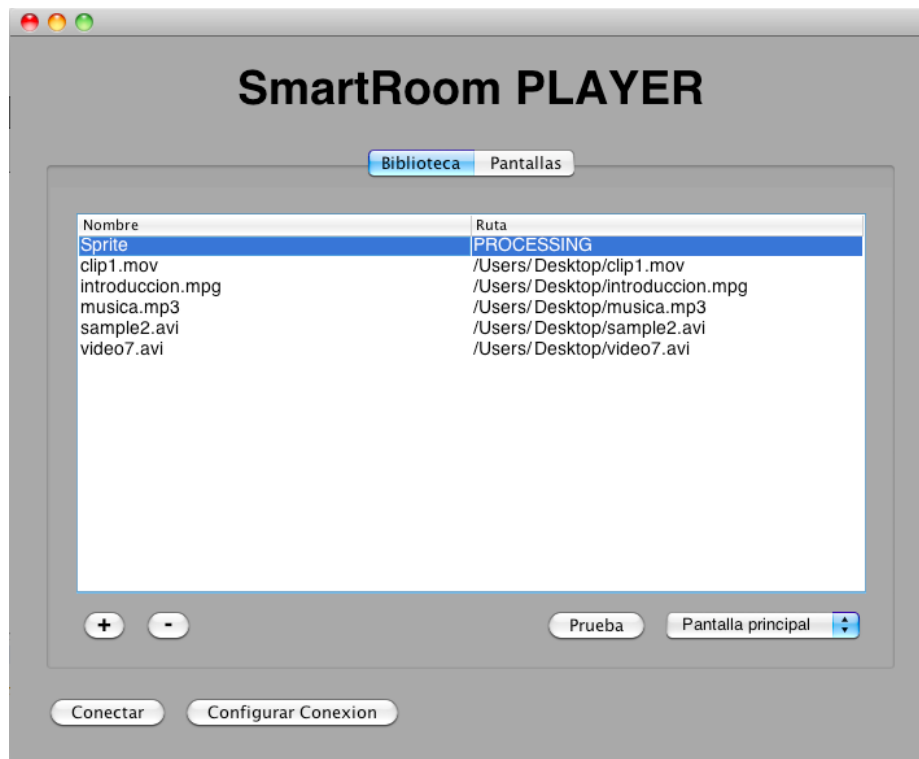 SmartRoom PLAYER
Biblioteca Pantallas
Nombre Ruta
Sprite PROCESSING
clip1.mov /Users/Desktop/clip1.mov
introduccion.mpg /Users/Desktop/introduccion.mpg
musica.mp3 /Users/Desktop/musica.mp3
sample2.avi /Users/Desktop/sample2.avi
video7.avi /Users/Desktop/video7.avi
+ - Prueba Pantalla principal
Conectar Configurar Conexion